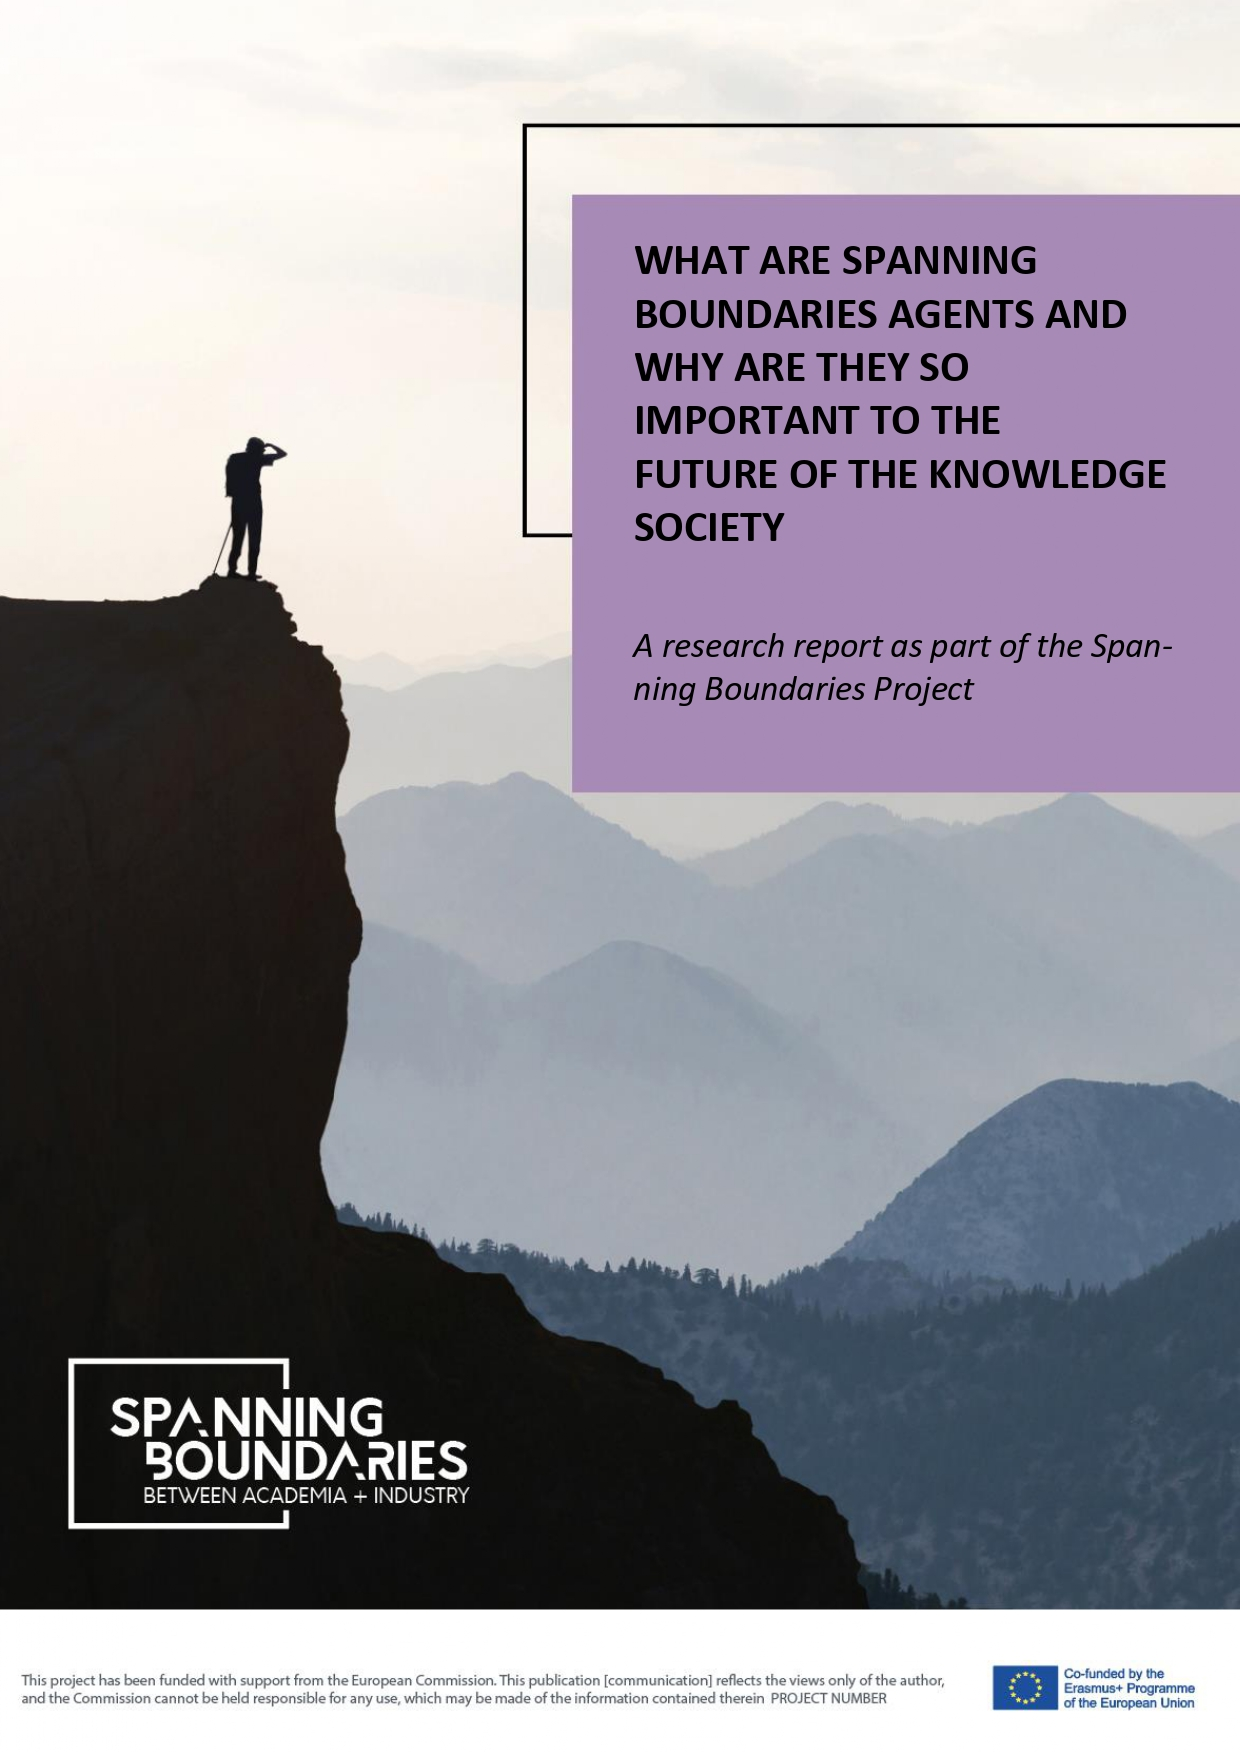 WHAT ARE SPANNING
BOUNDARIES AGENTS AND
WHY ARE THEY SO
IMPORTANT TO THE
FUTURE OF THE KNOWLEDGE
SOCIETY
A research report as part of the Span-
ning Boundaries Project
SPANNING
BOUNDARIES
BETWEEN ACADEMIA + INDUSTRY
This project has been funded with support from the European Commission. This publication [communication] reflects the views only of the author,
and the Commission cannot be held responsible for any use, which may be made of the information contained therein PROJECT NUMBER
Co-funded by the
Erasmus+ Programme
of the European Union